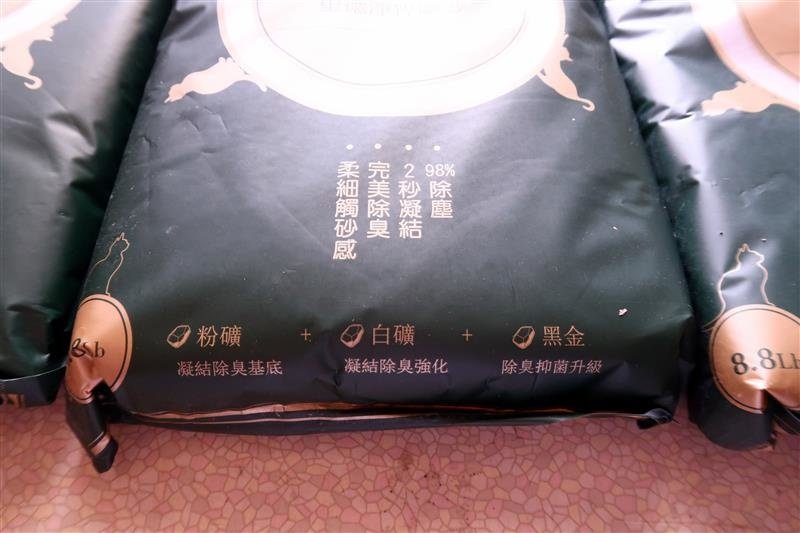 98%除塵
2秒凝結
完美除臭
柔細觸砂感
粉礦 + 白礦 + 黑金
凝結除臭基底 凝結除臭強化 除臭抑菌升級
8.8Lb